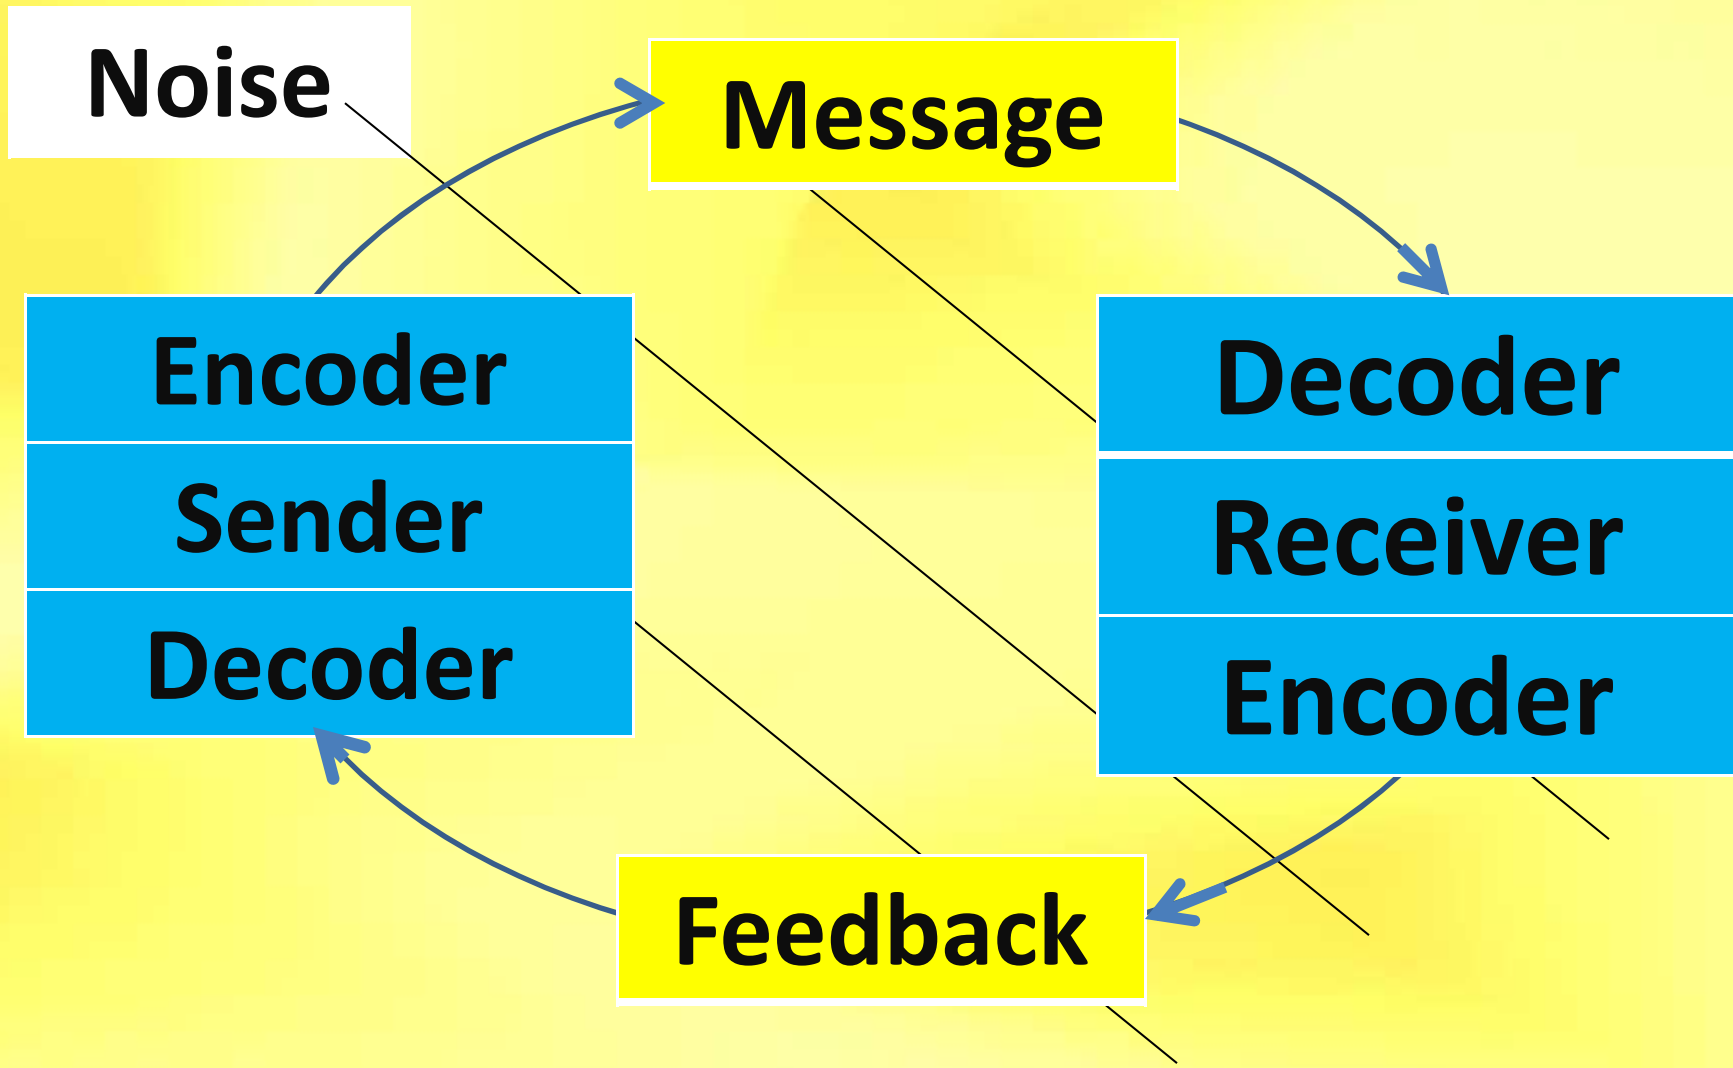 Noise
Message
Encoder
Sender
Decoder
Decoder
Receiver
Encoder
Feedback